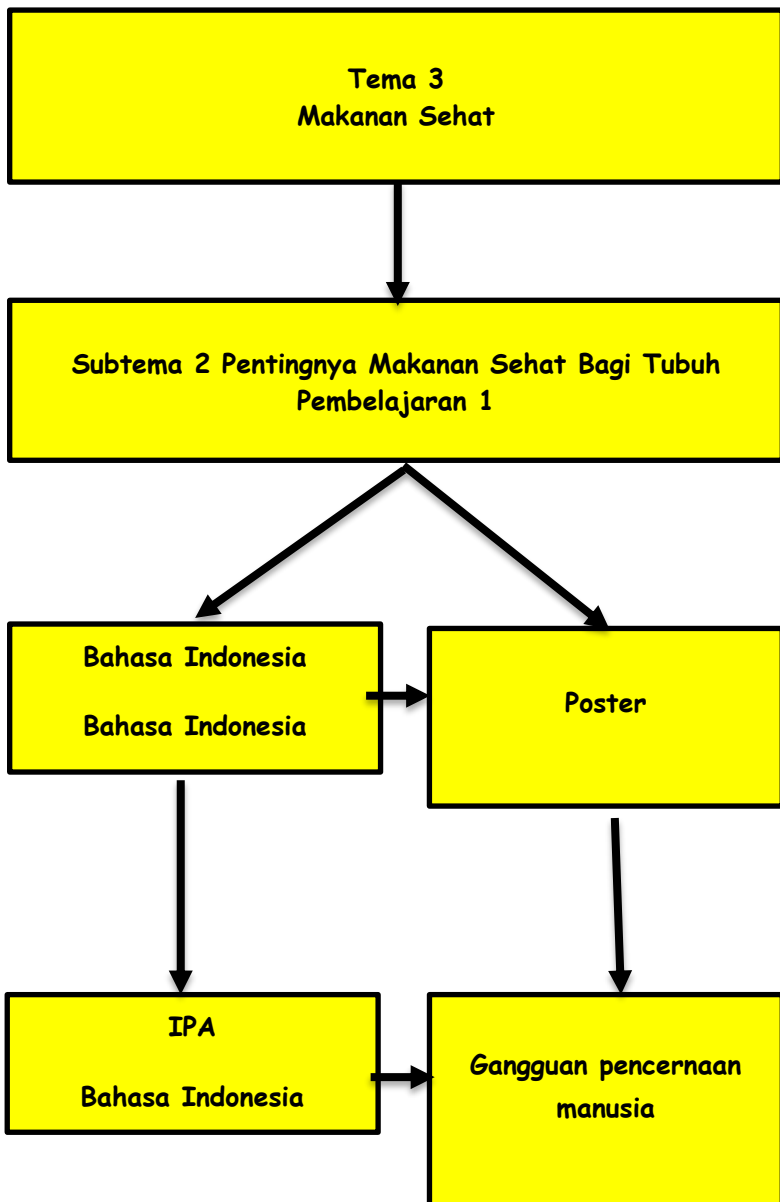 Tema 3
Makanan Sehat
Subtema 2 Pentingnya Makanan Sehat Bagi Tubuh
Pembelajaran 1
Bahasa Indonesia
Bahasa Indonesia
Poster
IPA
Bahasa Indonesia
Gangguan pencernaan
manusia